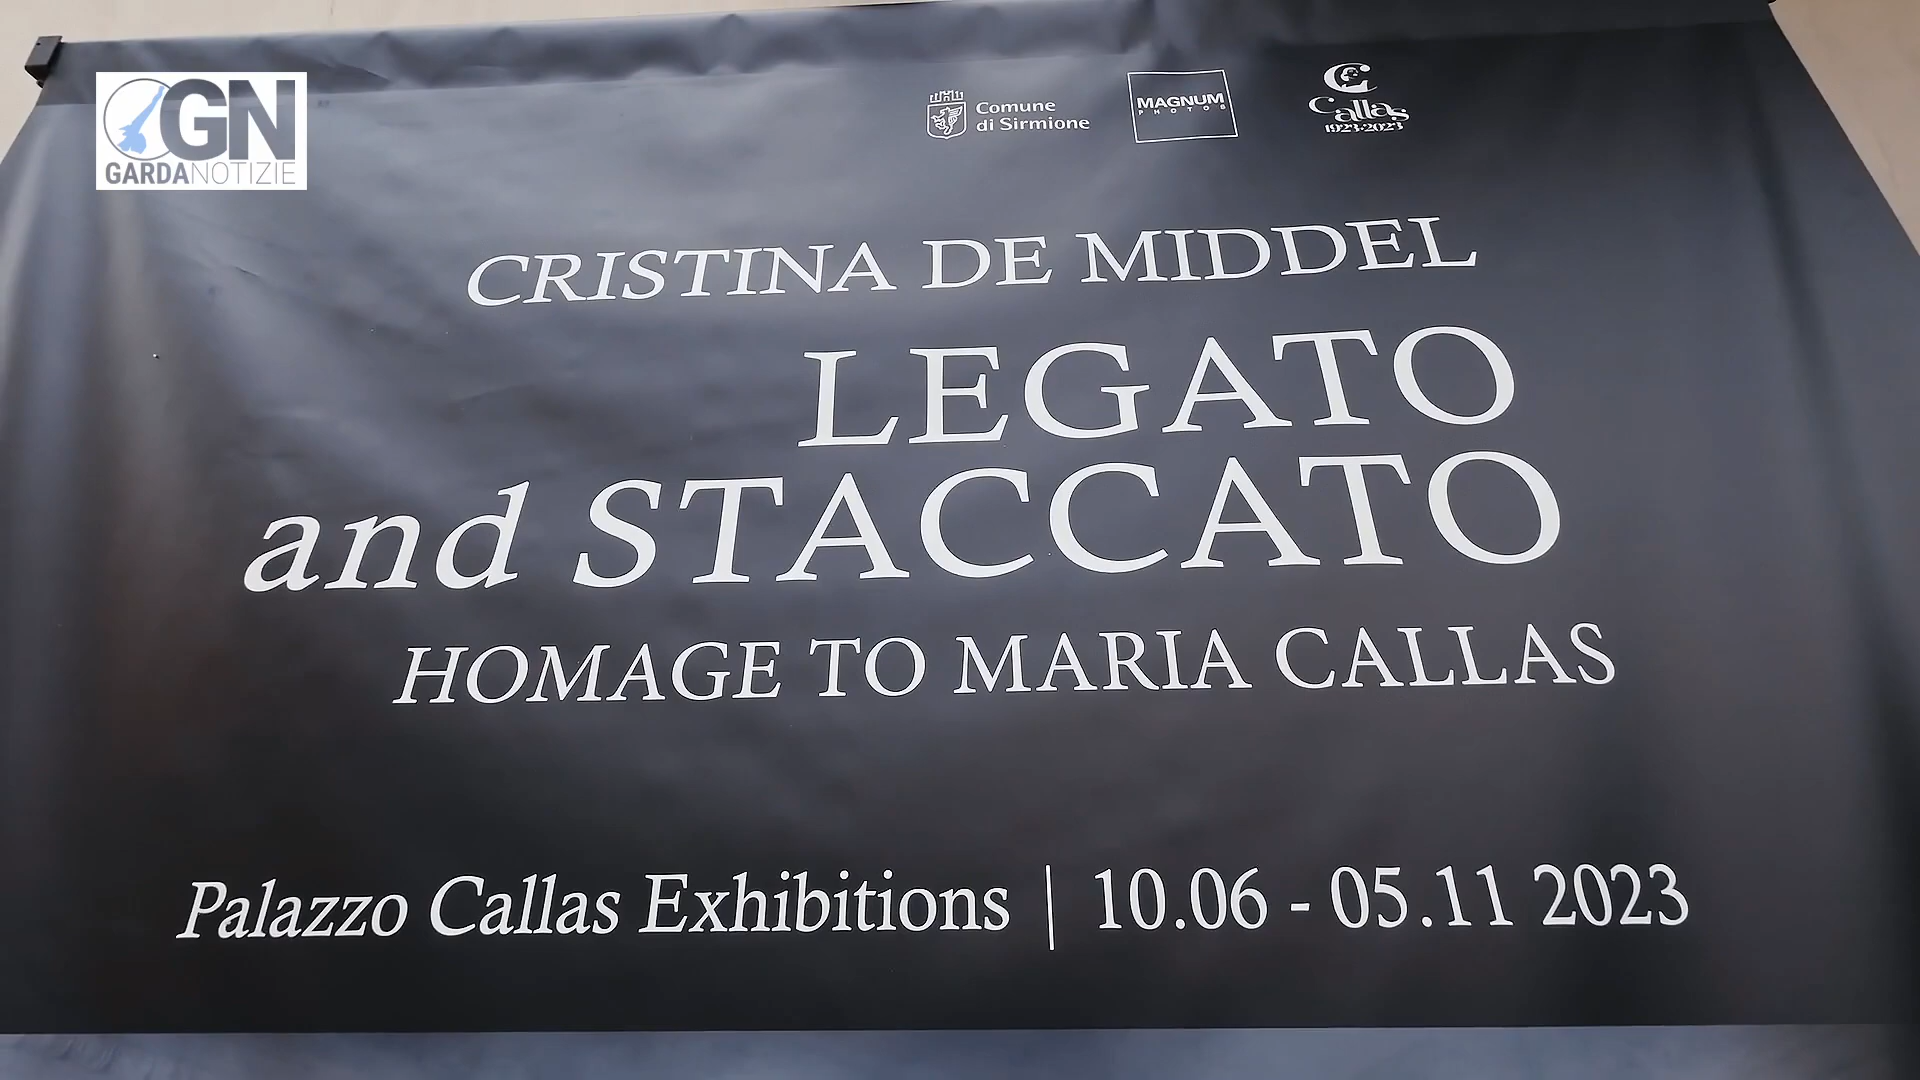 GN
GARDANOTIZIE
Comune
di Sirmione
MAGNUM
PHOTOS
Callas
1923·2023
CRISTINA DE MIDDEL
LEGATO
and STACCATO
HOMAGE TO MARIA CALLAS
Palazzo Callas Exhibitions | 10.06 - 05.11 2023